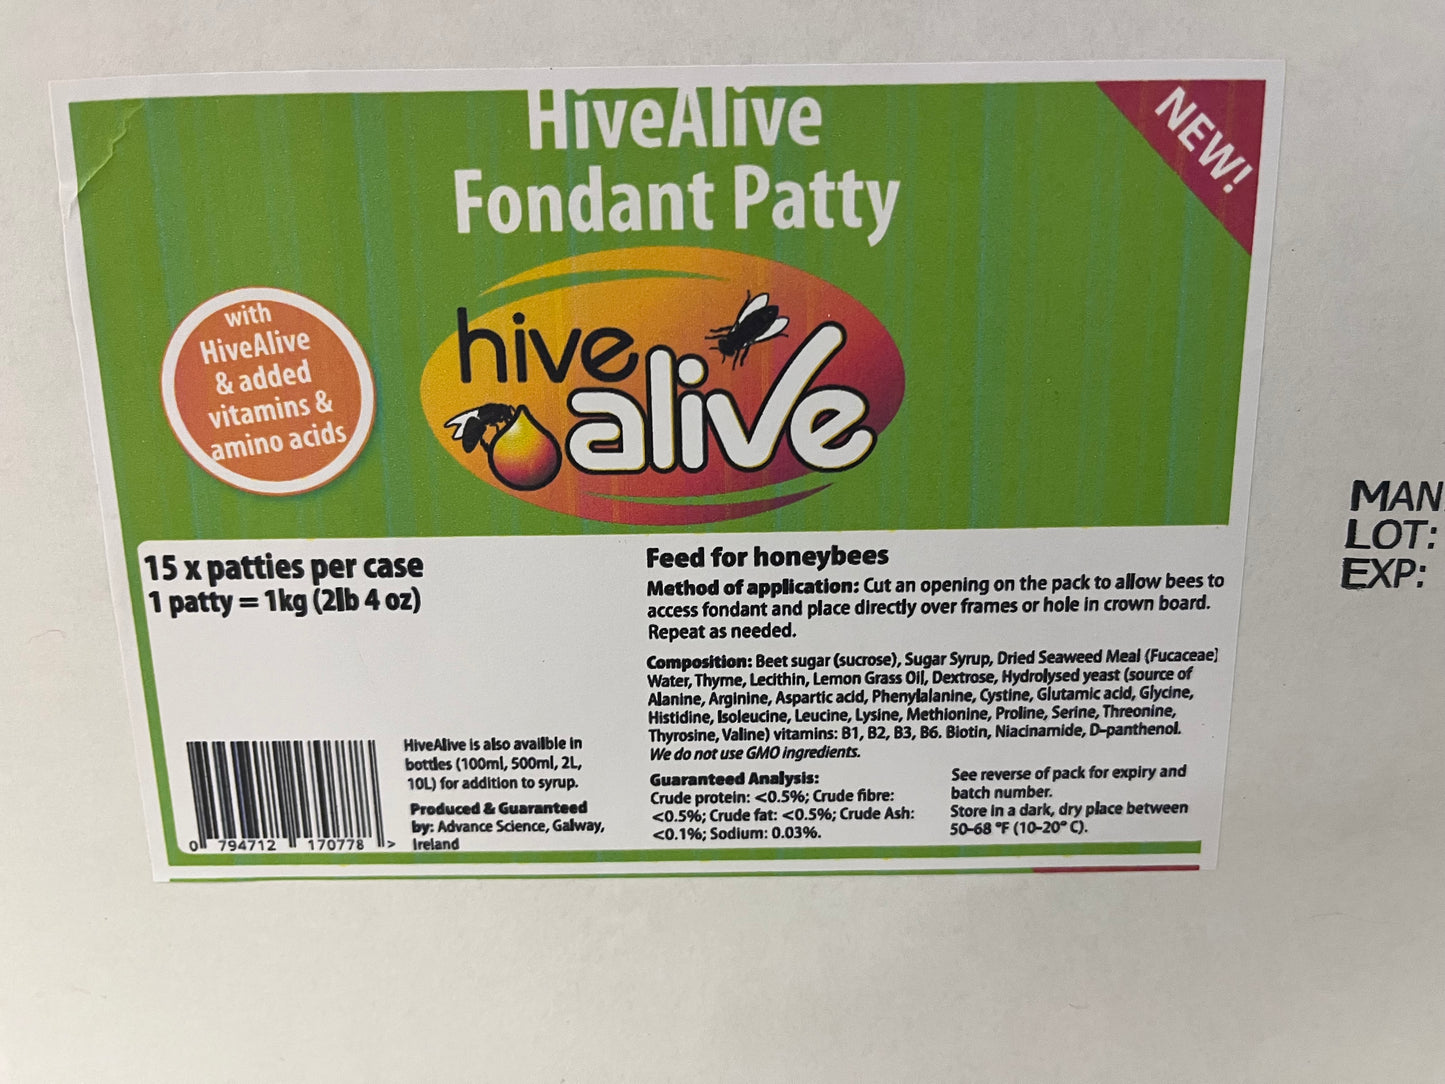 HiveAlive
Fondant Patty
NEW!
with
HiveAlive
& added
vitamins &
amino acids
hive
alive
15 x patties per case
1 patty = 1kg (2lb 4 oz)
HiveAlive is also availble in
bottles (100ml, 500ml, 2L,
10L) for addition to syrup.
Produced & Guaranteed
by: Advance Science, Galway,
Ireland
0 794712 170778 >
Feed for honeybees
Method of application: Cut an opening on the pack to allow bees to
access fondant and place directly over frames or hole in crown board.
Repeat as needed.
Composition: Beet sugar (sucrose), Sugar Syrup, Dried Seaweed Meal (Fucaceae)
Water, Thyme, Lecithin, Lemon Grass Oil, Dextrose, Hydrolysed yeast (source of
Alanine, Arginine, Aspartic acid, Phenylalanine, Cystine, Glutamic acid, Glycine,
Histidine, Isoleucine, Leucine, Lysine, Methionine, Proline, Serine, Threonine,
Thyrosine, Valine) vitamins: B1, B2, B3, B6. Biotin, Niacinamide, D-panthenol.
We do not use GMO ingredients.
Guaranteed Analysis:
Crude protein: <0.5%; Crude fibre:
<0.5%; Crude fat: <0.5%; Crude Ash:
<0.1%; Sodium: 0.03%.
See reverse of pack for expiry and
batch number.
Store in a dark, dry place between
50-68 °F (10-20° C).
MAN
LOT:
EXP: